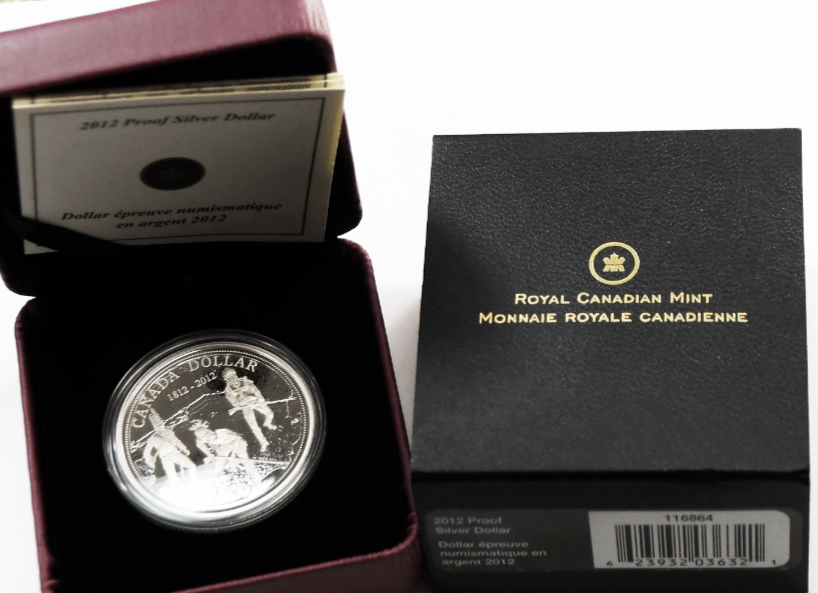 2012 Proof Silver Dollar
Dollar épreuve numismatique
en argent 2012
CANADA DOLLAR
1812 - 2012
ROYAL CANADIAN MINT
MONNAIE ROYALE CANADIENNE
2012 Proof
Silver Dollar
Dollar épreuve
numismatique en
argent 2012
116864
6 23932 03632 1